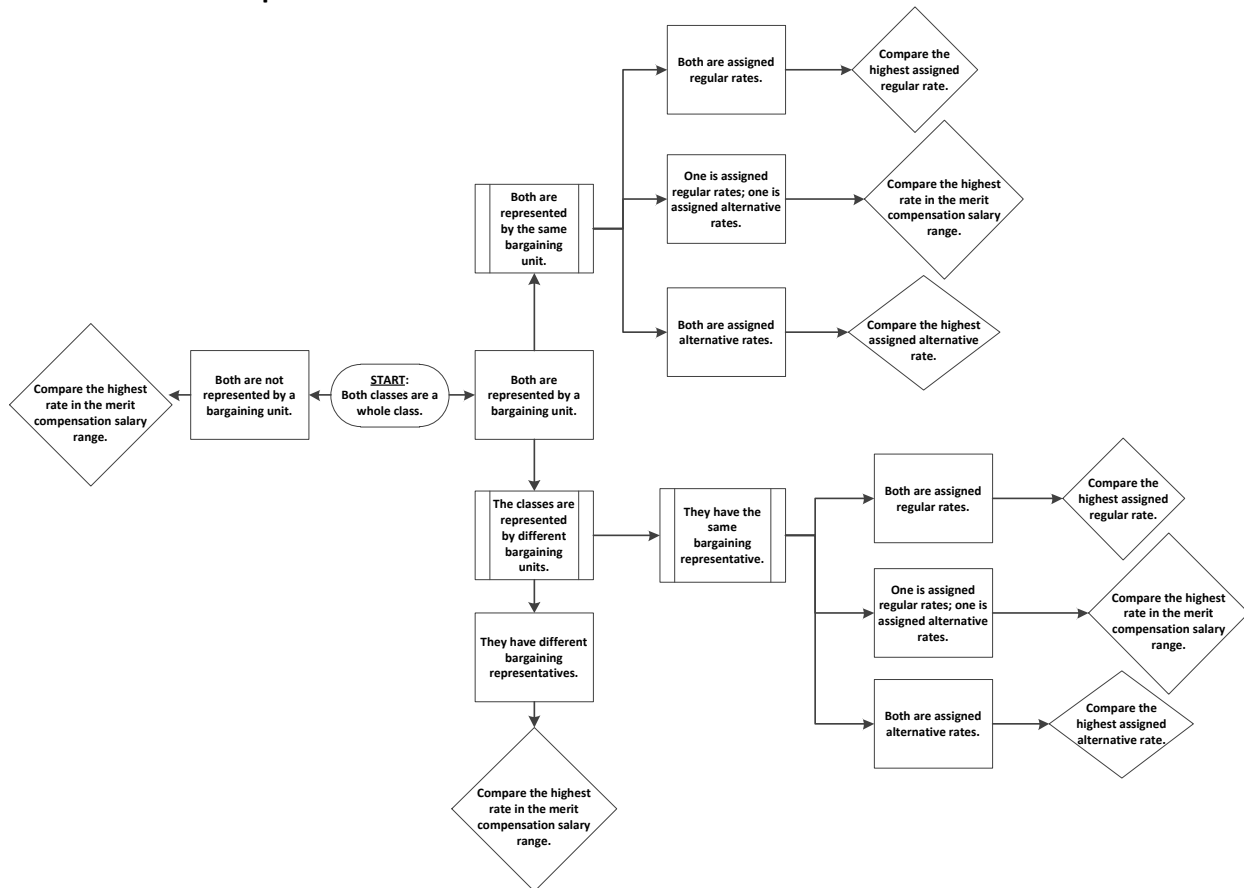 Both are assigned
regular rates.
Compare the
highest assigned
regular rate.
Both are
represented
by the same
bargaining
unit.
One is assigned
regular rates; one is
assigned alternative
rates.
Compare the highest
rate in the merit
compensation salary
range.
Both are assigned
alternative rates.
Compare the highest
assigned alternative
rate.
Compare the highest
rate in the merit
compensation salary
range.
Both are not
represented by a
bargaining unit.
START:
Both classes are a
whole class.
Both are
represented by a
bargaining unit.
The classes are
represented
by different
bargaining
units.
They have the
same
bargaining
representative.
Both are assigned
regular rates.
Compare the
highest assigned
regular rate.
One is assigned
regular rates; one is
assigned alternative
rates.
Compare the highest
rate in the merit
compensation salary
range.
Both are assigned
alternative rates.
Compare the
highest assigned
alternative rate.
They have different
bargaining
representatives.
Compare the highest
rate in the merit
compensation salary
range.